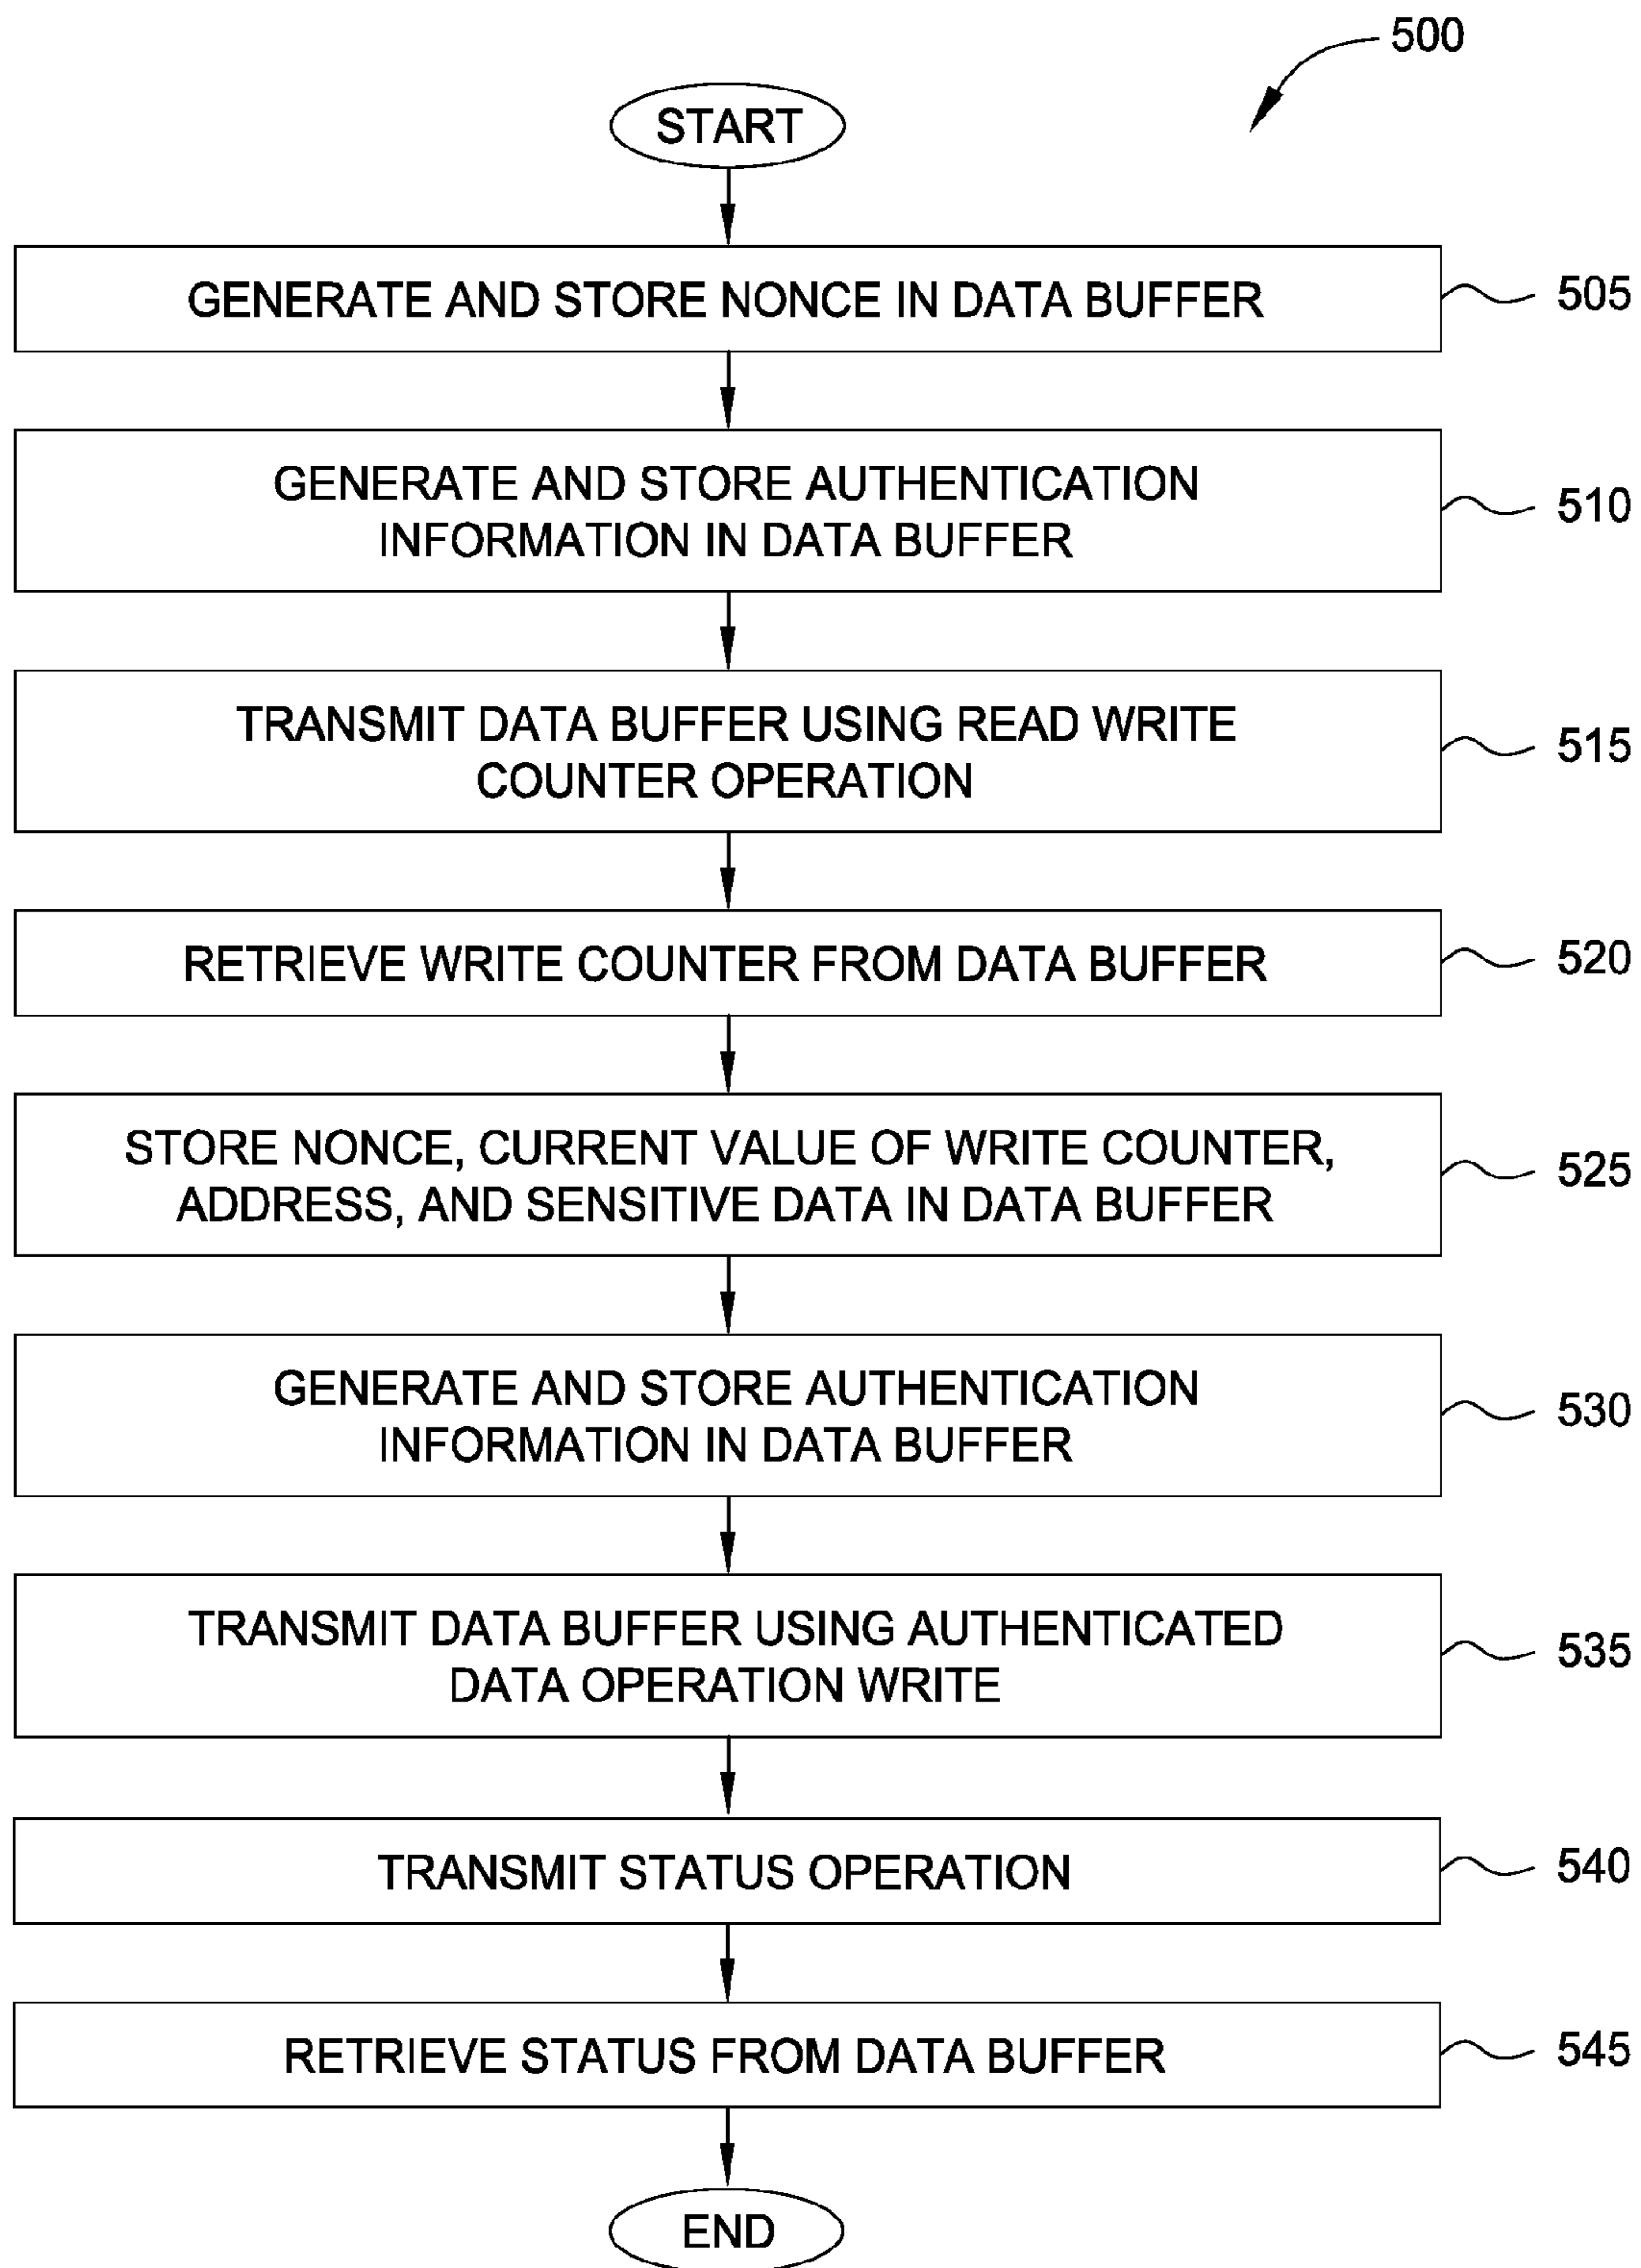 500
START
GENERATE AND STORE NONCE IN DATA BUFFER
505
GENERATE AND STORE AUTHENTICATION
INFORMATION IN DATA BUFFER
510
TRANSMIT DATA BUFFER USING READ WRITE
COUNTER OPERATION
515
RETRIEVE WRITE COUNTER FROM DATA BUFFER
520
STORE NONCE, CURRENT VALUE OF WRITE COUNTER,
ADDRESS, AND SENSITIVE DATA IN DATA BUFFER
525
GENERATE AND STORE AUTHENTICATION
INFORMATION IN DATA BUFFER
530
TRANSMIT DATA BUFFER USING AUTHENTICATED
DATA OPERATION WRITE
535
TRANSMIT STATUS OPERATION
540
RETRIEVE STATUS FROM DATA BUFFER
545
END